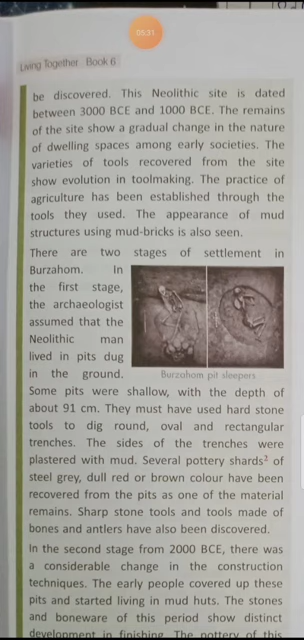 05:31
Living Together Book 6
be discovered. This Neolithic site is dated
between 3000 BCE and 1000 BCE. The remains
of the site show a gradual change in the nature
of dwelling spaces among early societies. The
varieties of tools recovered from the site
show evolution in toolmaking. The practice of
agriculture has been established through the
tools they used. The appearance of mud
structures using mud-bricks is also seen.
There are two stages of settlement in
Burzahom. In
the first stage,
the archaeologist
assumed that the
Neolithic man
lived in pits dug
in the ground.
Burzahom pit sleepers
Some pits were shallow, with the depth of
about 91 cm. They must have used hard stone
tools to dig round, oval and rectangular
trenches. The sides of the trenches were
plastered with mud. Several pottery shards² of
steel grey, dull red or brown colour have been
recovered from the pits as one of the material
remains. Sharp stone tools and tools made of
bones and antlers have also been discovered.
In the second stage from 2000 BCE, there was
a considerable change in the construction
techniques. The early people covered up these
pits and started living in mud huts. The stones
and boneware of this period show distinct
development in finishing. The pottery of this